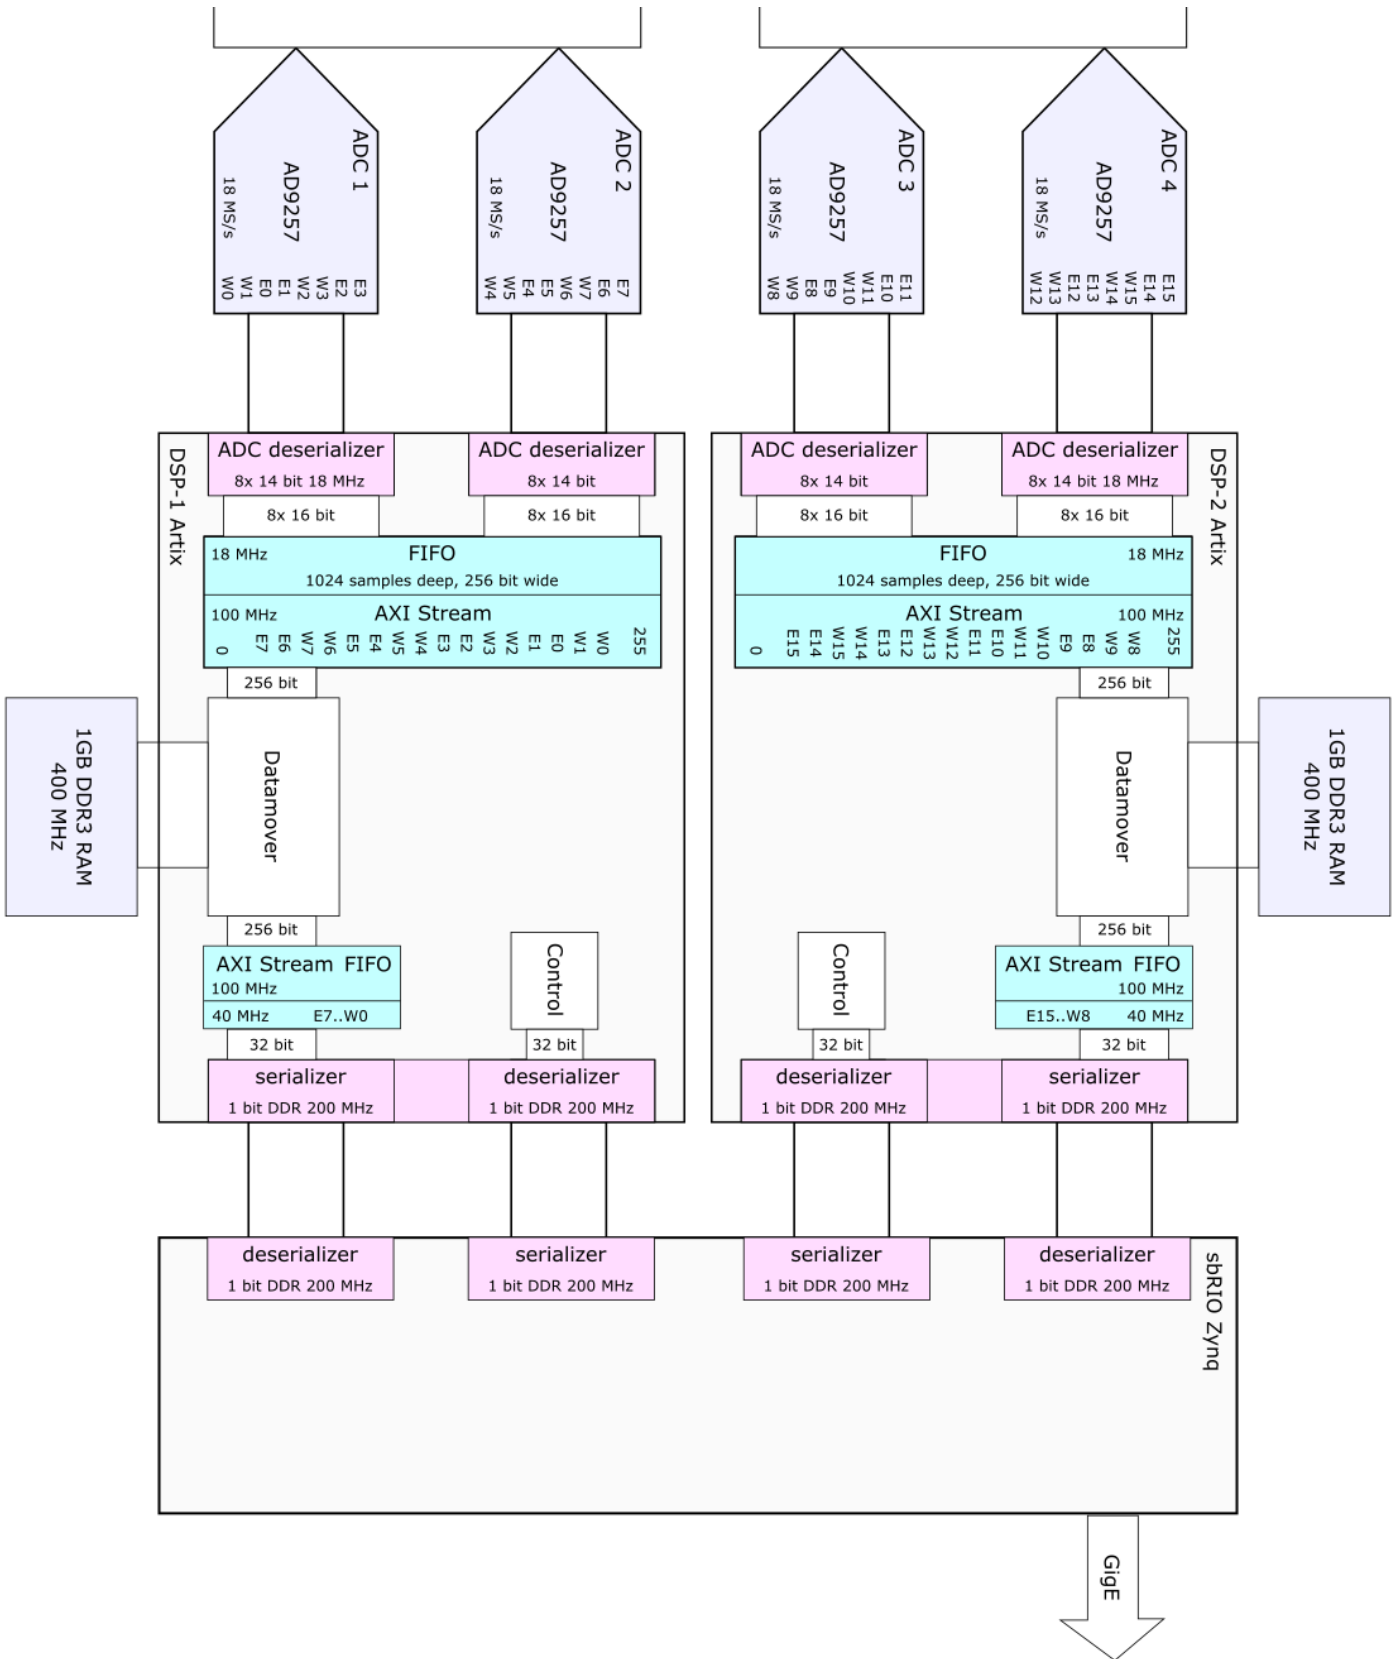 ADC 1
AD9257
18 MS/s
W0
W1
E0
E1
W2
W3
E2
E3
ADC 2
AD9257
18 MS/s
W4
W5
E4
E5
W6
W7
E6
E7
ADC 3
AD9257
18 MS/s
W8
W9
E8
E9
W10
W11
E10
E11
ADC 4
AD9257
18 MS/s
W12
W13
E12
E13
W14
W15
E14
E15
DSP-1 Artix
ADC deserializer
8x 14 bit 18 MHz
ADC deserializer
8x 14 bit
8x 16 bit
8x 16 bit
18 MHz
FIFO
1024 samples deep, 256 bit wide
100 MHz
AXI Stream
0
E7
E6
W7
W6
E5
E4
W5
W4
E3
E2
W3
W2
E1
E0
W1
W0
255
256 bit
Datamover
1GB DDR3 RAM
400 MHz
256 bit
AXI Stream FIFO
100 MHz
40 MHz
E7..W0
32 bit
Control
32 bit
serializer
1 bit DDR 200 MHz
deserializer
1 bit DDR 200 MHz
DSP-2 Artix
ADC deserializer
8x 14 bit
ADC deserializer
8x 14 bit 18 MHz
8x 16 bit
8x 16 bit
FIFO
18 MHz
1024 samples deep, 256 bit wide
AXI Stream
100 MHz
0
E15
E14
W15
W14
E13
E12
W13
W12
E11
E10
W11
W10
E9
E8
W9
W8
255
256 bit
Datamover
1GB DDR3 RAM
400 MHz
256 bit
AXI Stream FIFO
100 MHz
E15..W8
40 MHz
Control
32 bit
32 bit
deserializer
1 bit DDR 200 MHz
serializer
1 bit DDR 200 MHz
deserializer
1 bit DDR 200 MHz
serializer
1 bit DDR 200 MHz
serializer
1 bit DDR 200 MHz
deserializer
1 bit DDR 200 MHz
sbRIO Zynq
GigE